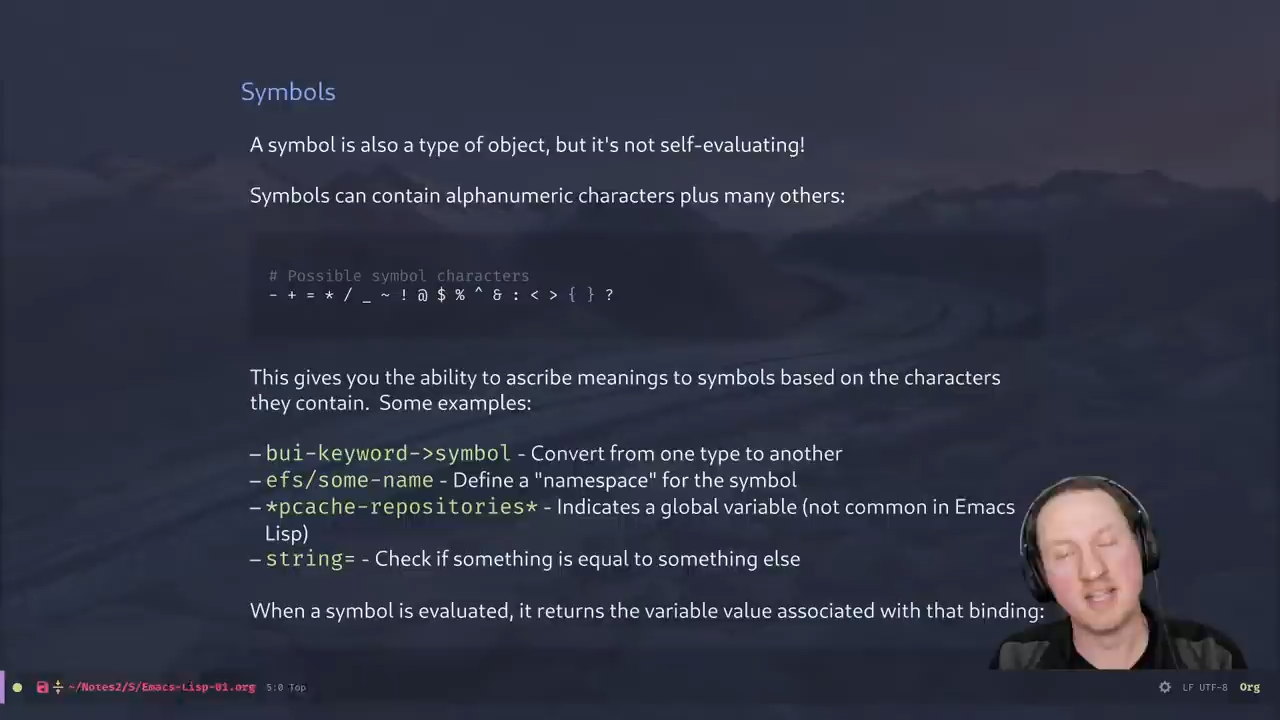 Symbols
A symbol is also a type of object, but it's not self-evaluating!
Symbols can contain alphanumeric characters plus many others:
# Possible symbol characters
- + = * / _ ~ ! @ $ % ^ & : < > { } ?
This gives you the ability to ascribe meanings to symbols based on the characters
they contain.  Some examples:
– bui-keyword->symbol - Convert from one type to another
– efs/some-name - Define a "namespace" for the symbol
– *pcache-repositories* - Indicates a global variable (not common in Emacs
Lisp)
– string= - Check if something is equal to something else
When a symbol is evaluated, it returns the variable value associated with that binding:
~/Notes2/S/Emacs-Lisp-01.org 5:0 Top LF UTF-8 Org